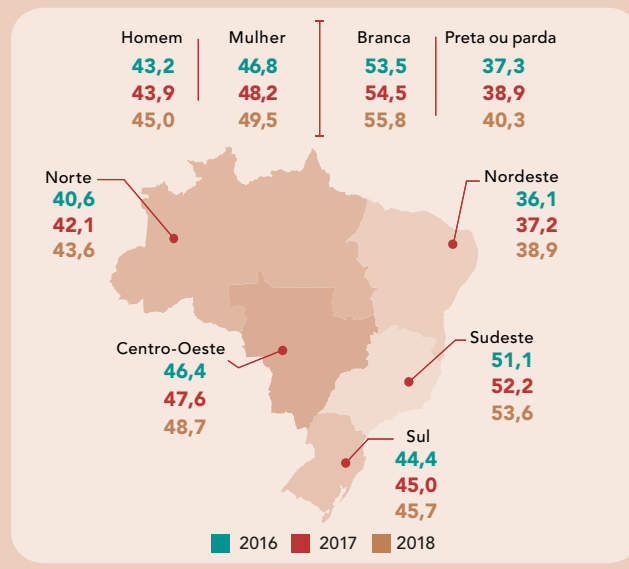 Homem Mulher Branca Preta ou parda
43,2 46,8 53,5 37,3
43,9 48,2 54,5 38,9
45,0 49,5 55,8 40,3
Norte
40,6
42,1
43,6
Nordeste
36,1
37,2
38,9
Centro-Oeste
46,4
47,6
48,7
Sudeste
51,1
52,2
53,6
Sul
44,4
45,0
45,7
2016 2017 2018